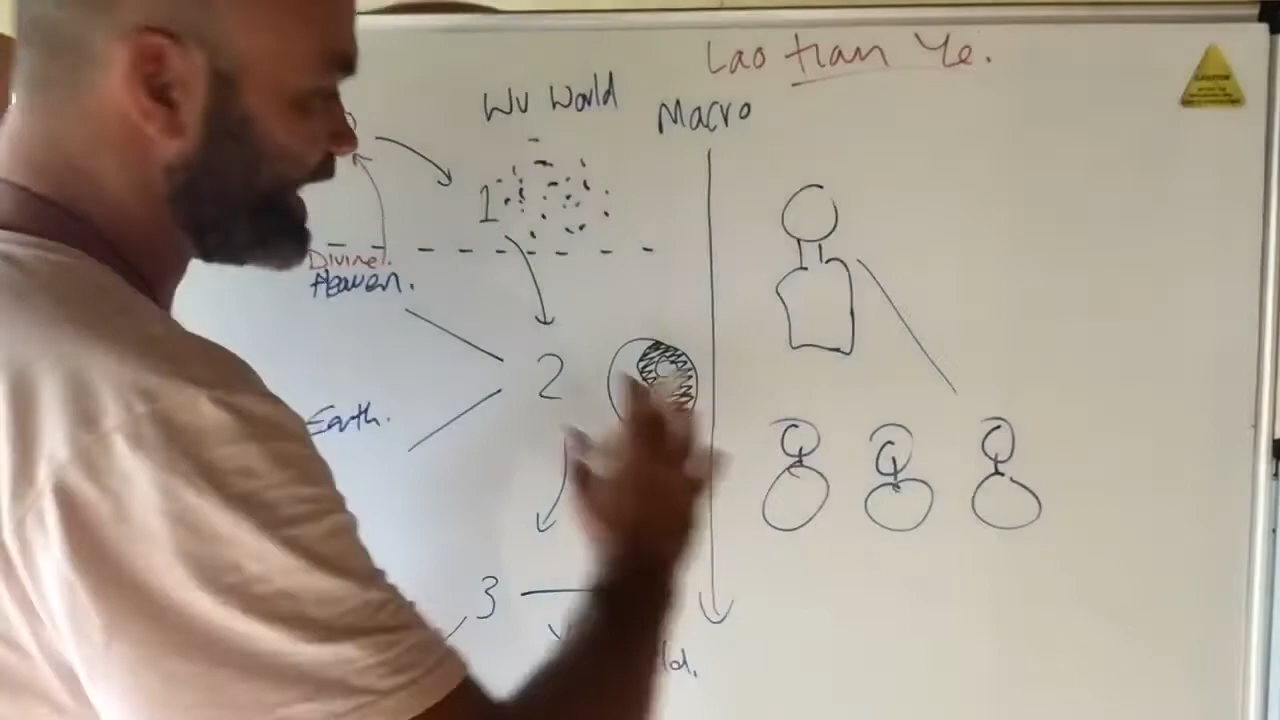 Lao tian Ye.
Wu World
Macro
1
Divine.
Heaven.
2
Earth.
3